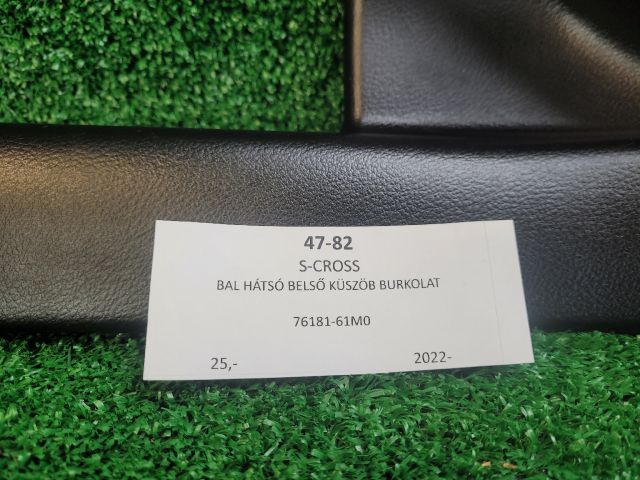 47-82
S-CROSS
BAL HÁTSÓ BELSŐ KÜSZÖB BURKOLAT
76181-61M0
25,- 2022-